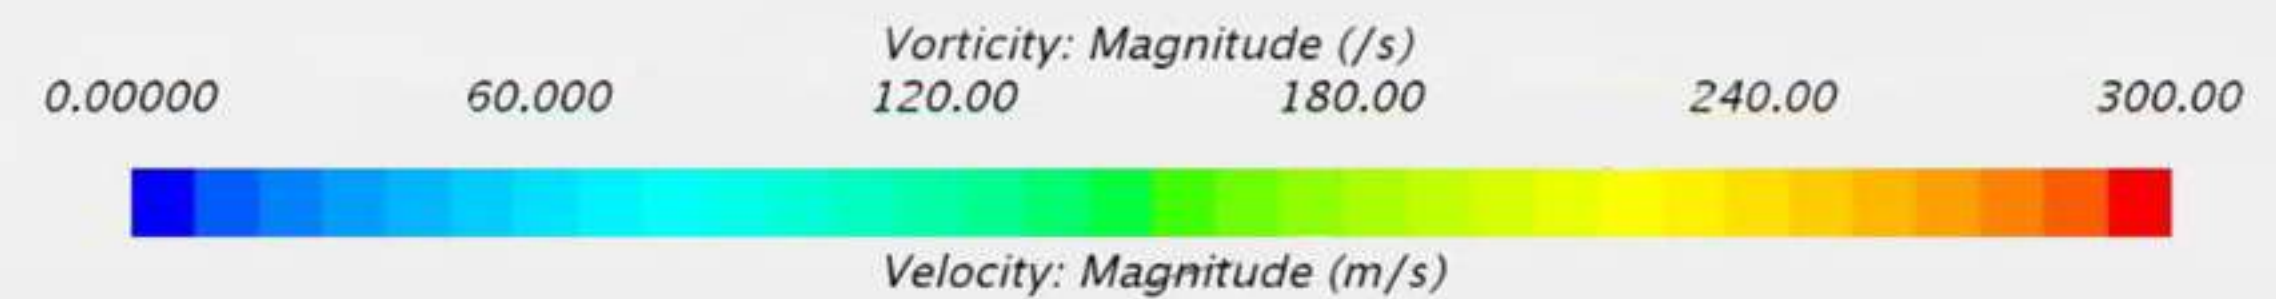 Vorticity: Magnitude (/s)
0.00000 60.000 120.00 180.00 240.00 300.00
Velocity: Magnitude (m/s)